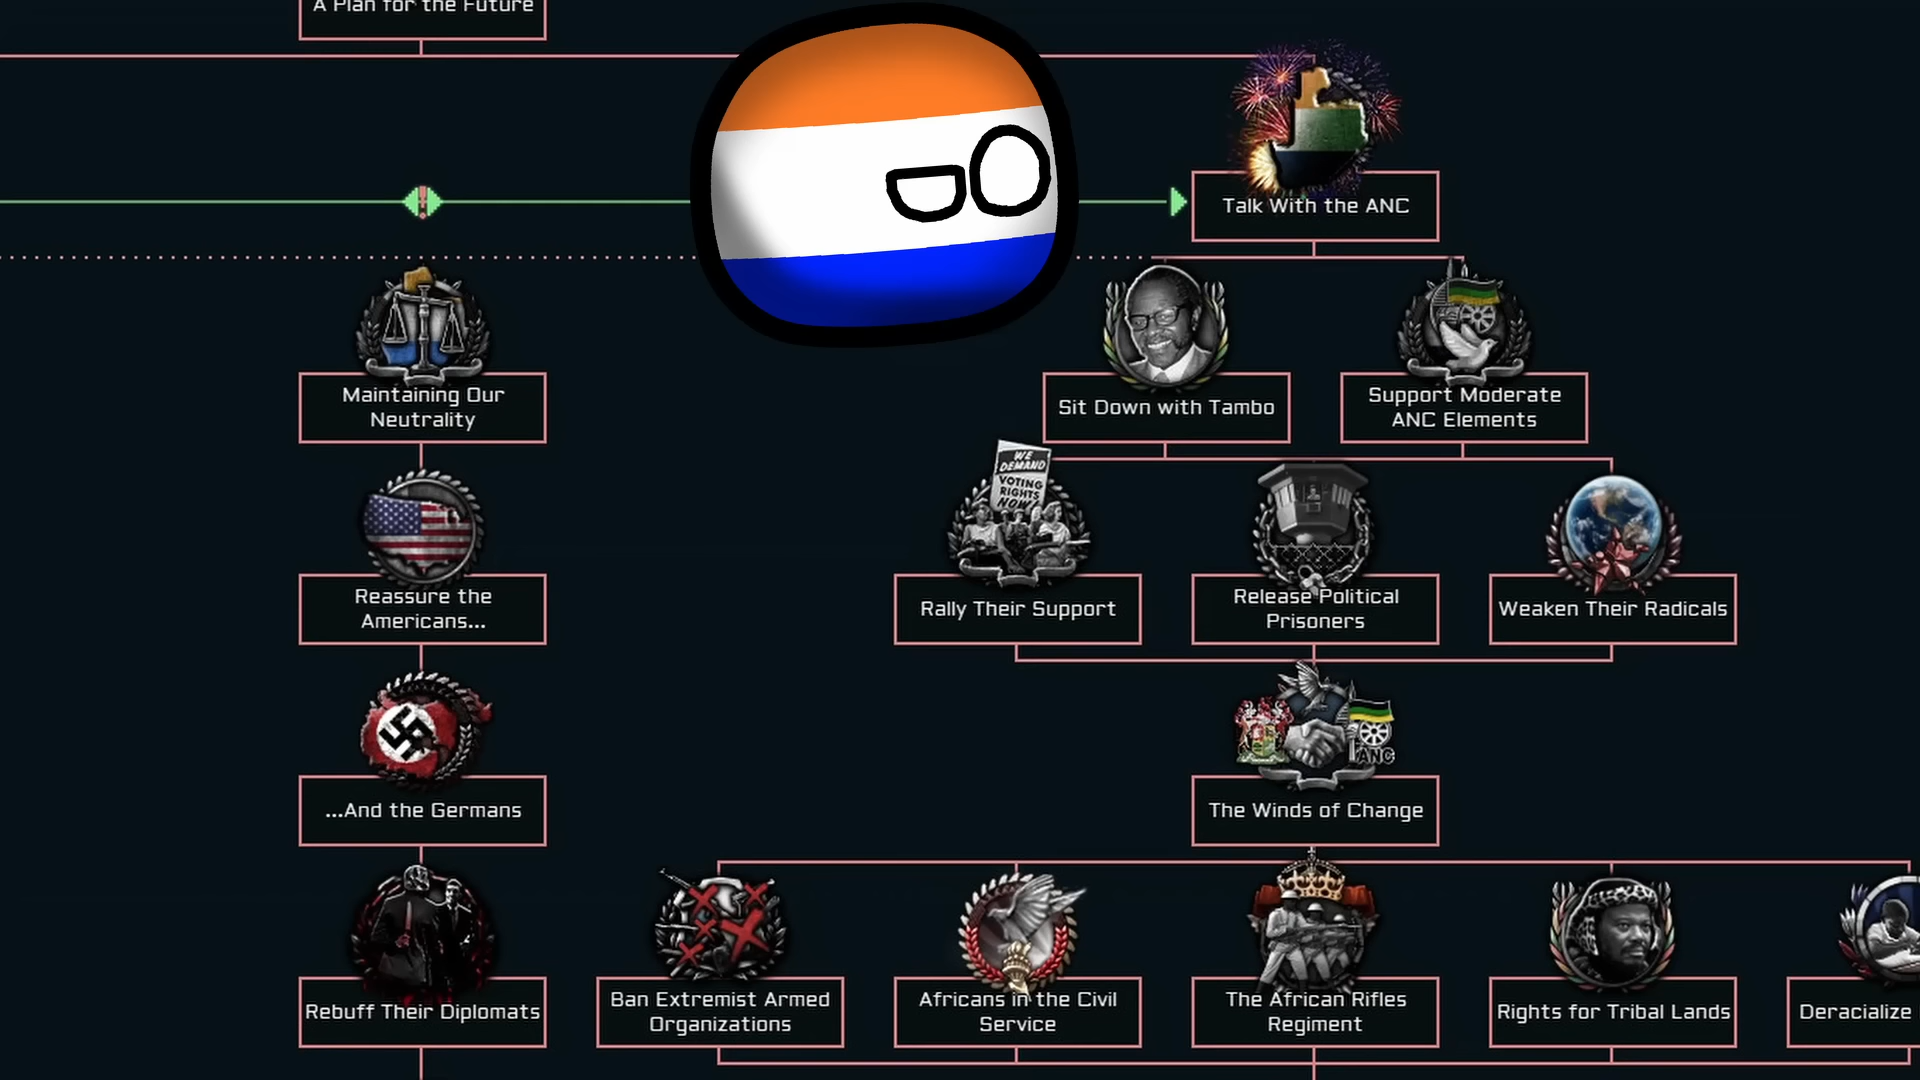 A Plan for the Future
Talk With the ANC
Maintaining Our
Neutrality
Sit Down with Tambo
Support Moderate
ANC Elements
WE
DEMAND
VOTING
RIGHTS
NOW!
Reassure the
Americans...
Rally Their Support
Release Political
Prisoners
Weaken Their Radicals
ANC
...And the Germans
The Winds of Change
Rebuff Their Diplomats
Ban Extremist Armed
Organizations
Africans in the Civil
Service
The African Rifles
Regiment
Rights for Tribal Lands
Deracialize